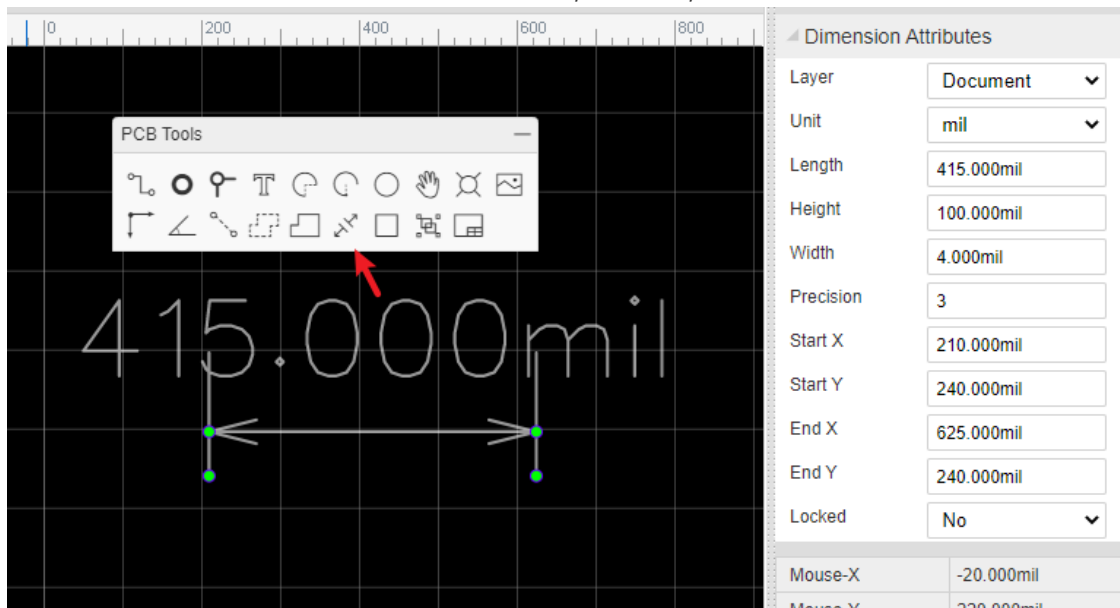 0 200 400 600 800
Dimension Attributes
Layer Document
Unit mil
Length 415.000mil
Height 100.000mil
Width 4.000mil
Precision 3
Start X 210.000mil
Start Y 240.000mil
End X 625.000mil
End Y 240.000mil
Locked No
Mouse-X -20.000mil
PCB Tools
T
415.000mil